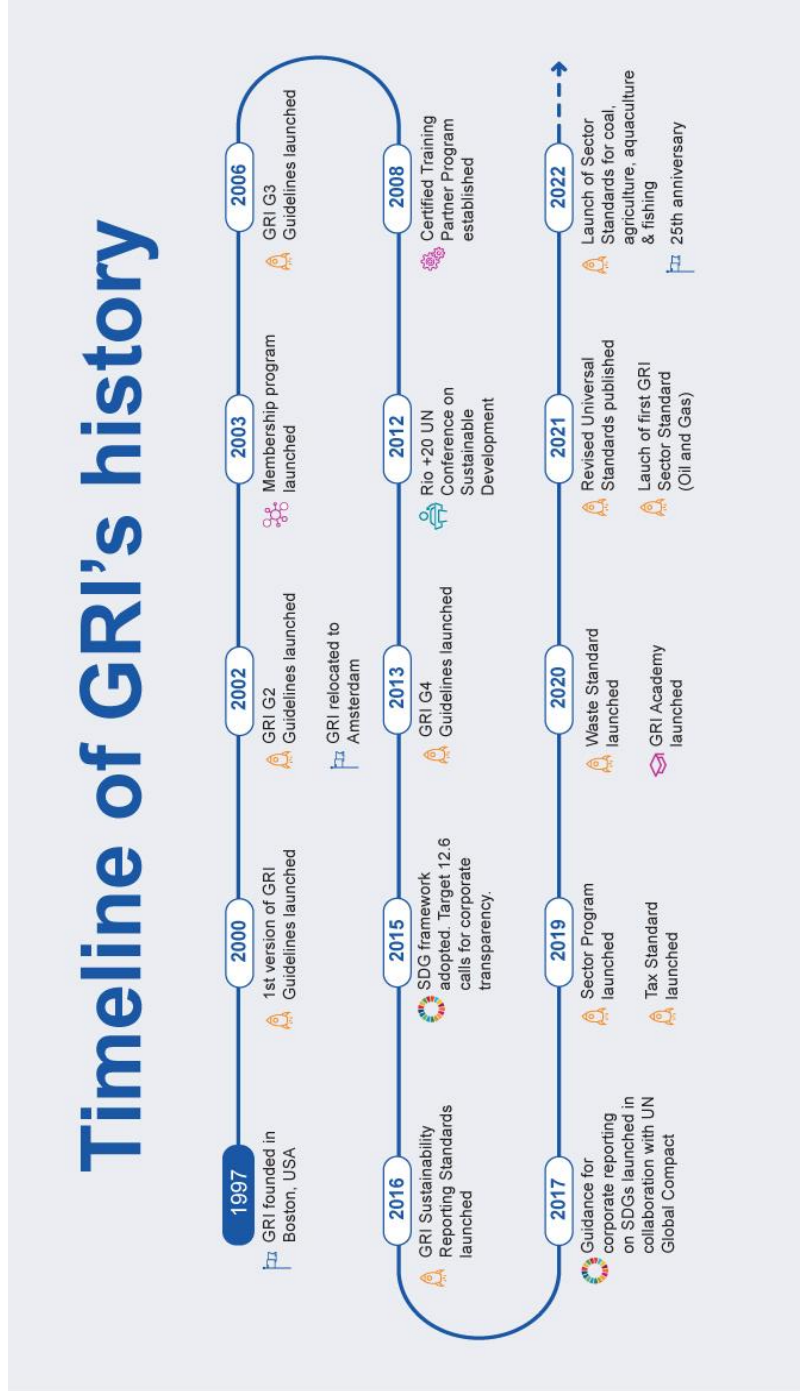 Timeline of GRI's history
1997
GRI founded in
Boston, USA
2000
1st version of GRI
Guidelines launched
2002
GRI G2
Guidelines launched
GRI relocated to
Amsterdam
2003
Membership program
launched
2006
GRI G3
Guidelines launched
2008
Certified Training
Partner Program
established
2012
Rio +20 UN
Conference on
Sustainable
Development
2013
GRI G4
Guidelines launched
2015
SDG framework
adopted. Target 12.6
calls for corporate
transparency.
2016
GRI Sustainability
Reporting Standards
launched
2017
Guidance for
corporate reporting
on SDGs launched in
collaboration with UN
Global Compact
2019
Sector Program
launched
Tax Standard
launched
2020
Waste Standard
launched
GRI Academy
launched
2021
Revised Universal
Standards published
Lauch of first GRI
Sector Standard
(Oil and Gas)
2022
Launch of Sector
Standards for coal,
agriculture, aquaculture
& fishing
25th anniversary